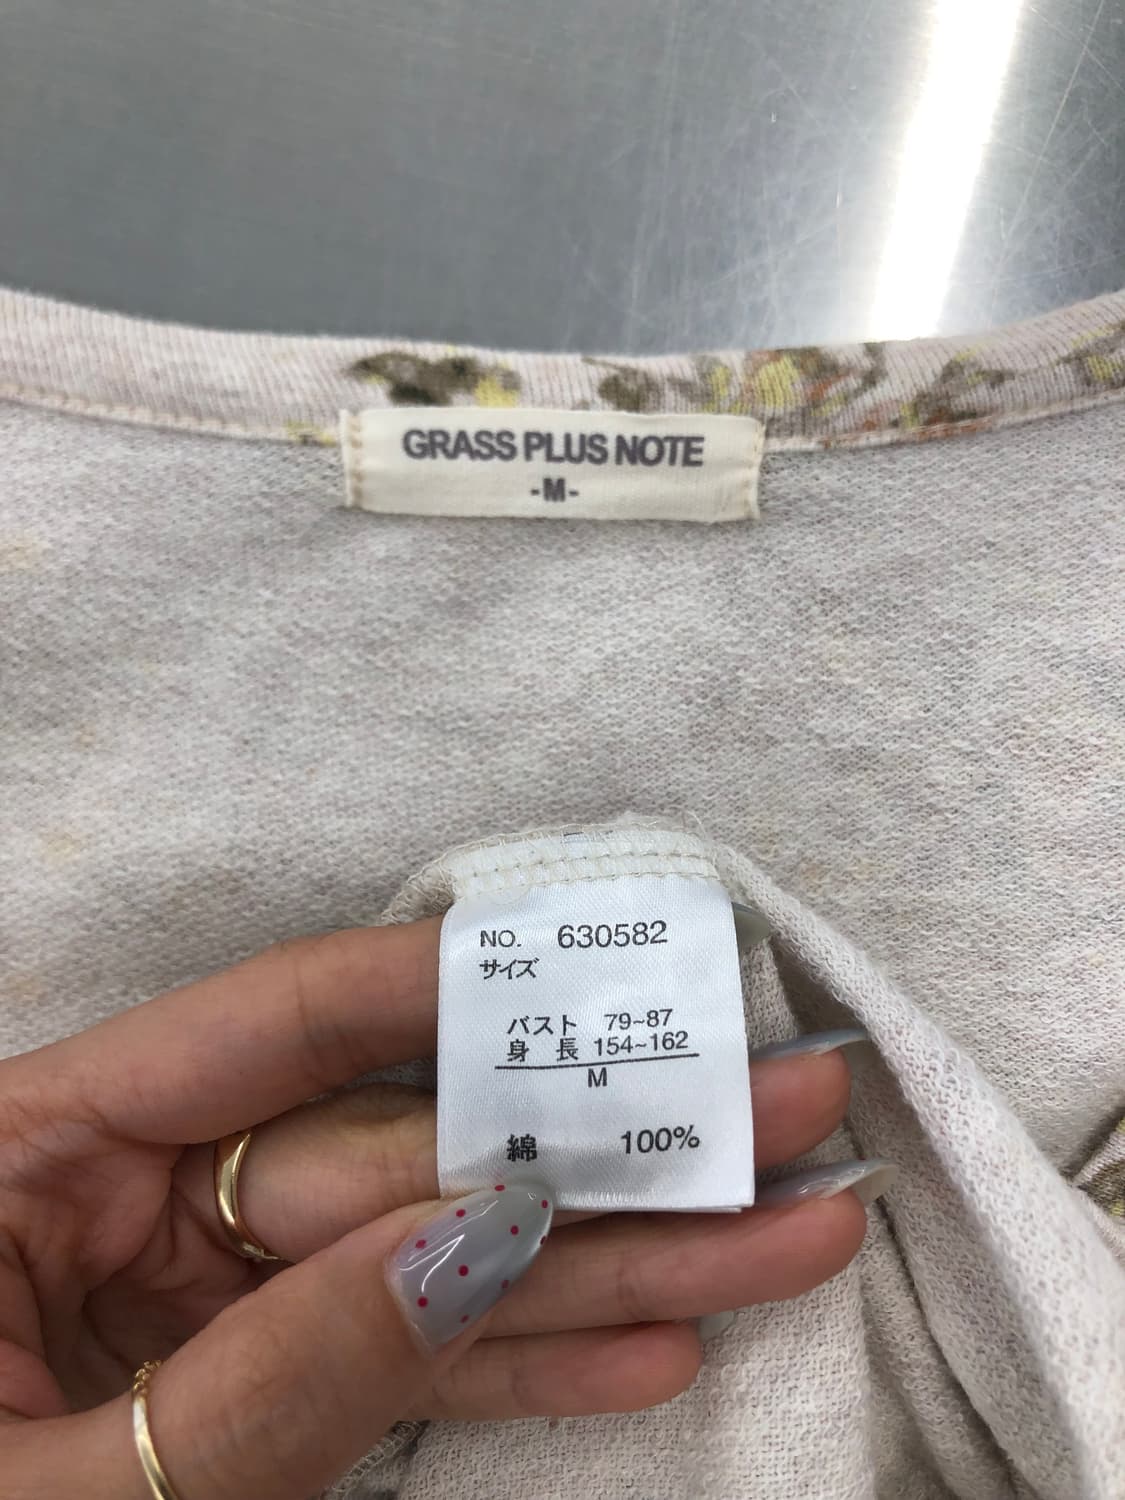 GRASS PLUS NOTE
-M-
NO. 630582
サイズ
バスト 79~87
身 長 154~162
M
綿 100%